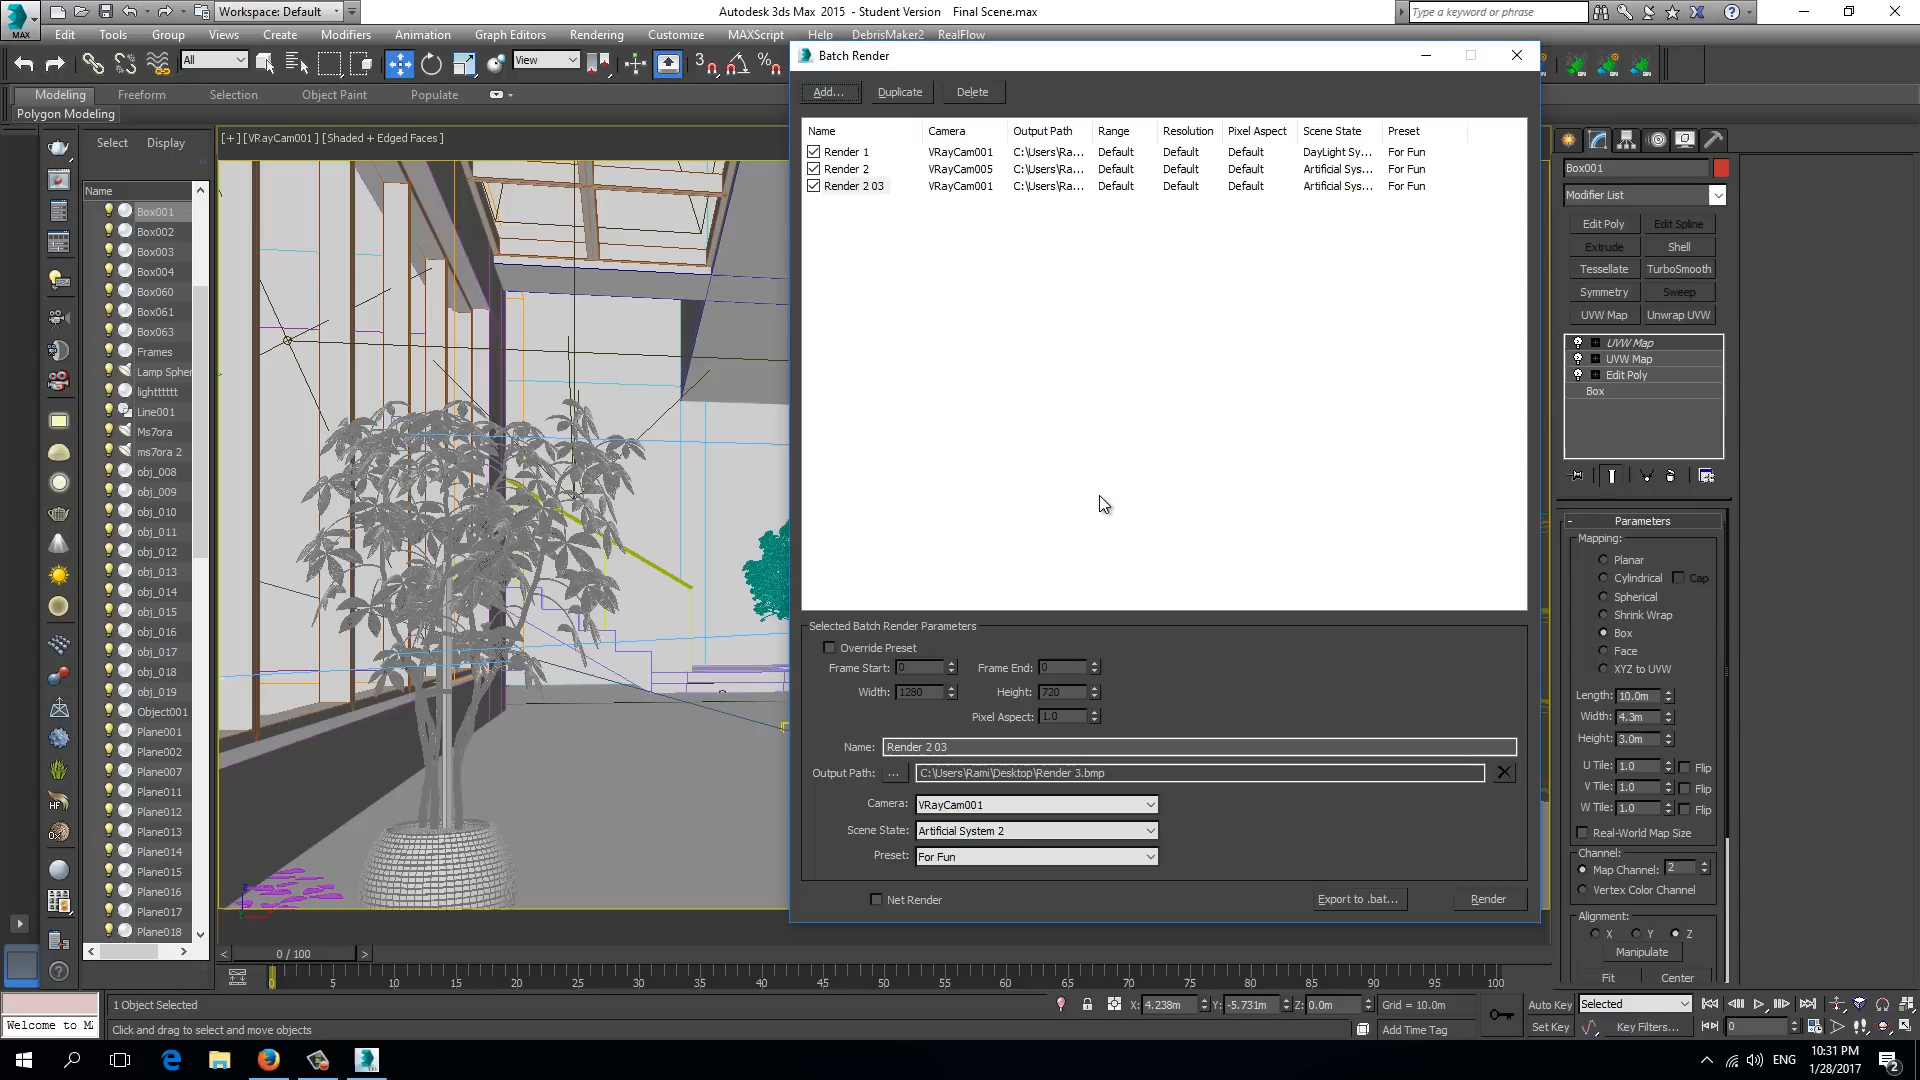 Workspace: Default
Autodesk 3ds Max 2015 - Student Version Final Scene.max
Type a keyword or phrase
MAX
Edit Tools Group Views Create Modifiers Animation Graph Editors Rendering Customize MAXScript Help DebrisMaker2 RealFlow
All
View
Modeling Freeform Selection Object Paint Populate
Polygon Modeling
Select Display
Name
Box001
Box002
Box003
Box004
Box060
Box061
Box063
Frames
Lamp Spher
lightttttt
Line001
Ms7ora
ms7ora 2
obj_008
obj_009
obj_010
obj_011
obj_012
obj_013
obj_014
obj_015
obj_016
obj_017
obj_018
obj_019
Object001
Plane001
Plane002
Plane007
Plane011
Plane012
Plane013
Plane014
Plane015
Plane016
Plane017
Plane018
[+] [VRayCam001] [Shaded + Edged Faces]
Batch Render
Add... Duplicate Delete
Name Camera Output Path Range Resolution Pixel Aspect Scene State Preset
Render 1 VRayCam001 C:\Users\Ra... Default Default Default DayLight Sy... For Fun
Render 2 VRayCam005 C:\Users\Ra... Default Default Default Artificial Sys... For Fun
Render 2 03 VRayCam001 C:\Users\Ra... Default Default Default Artificial Sys... For Fun
Selected Batch Render Parameters
Override Preset
Frame Start: 0 Frame End: 0
Width: 1280 Height: 720
Pixel Aspect: 1.0
Name: Render 2 03
Output Path: ... C:\Users\Rami\Desktop\Render 3.bmp
Camera: VRayCam001
Scene State: Artificial System 2
Preset: For Fun
Net Render Export to .bat... Render
Box001
Modifier List
Edit Poly Edit Spline
Extrude Shell
Tessellate TurboSmooth
Symmetry Sweep
UVW Map Unwrap UVW
UVW Map
UVW Map
Edit Poly
Box
- Parameters
Mapping:
Planar
Cylindrical Cap
Spherical
Shrink Wrap
Box
Face
XYZ to UVW
Length: 10.0m
Width: 4.3m
Height: 3.0m
U Tile: 1.0 Flip
V Tile: 1.0 Flip
W Tile: 1.0 Flip
Real-World Map Size
Channel:
Map Channel: 2
Vertex Color Channel
Alignment:
X Y Z
Manipulate
Fit Center
< 0 / 100 >
0 5 10 15 20 25 30 35 40 45 50 55 60 65 70 75 80 85 90 95 100
1 Object Selected
X: 4.238m Y: -5.731m Z: 0.0m Grid = 10.0m
Auto Key Selected
Welcome to M
Click and drag to select and move objects
Add Time Tag
Set Key Key Filters... 0
ENG
10:31 PM
1/28/2017
2